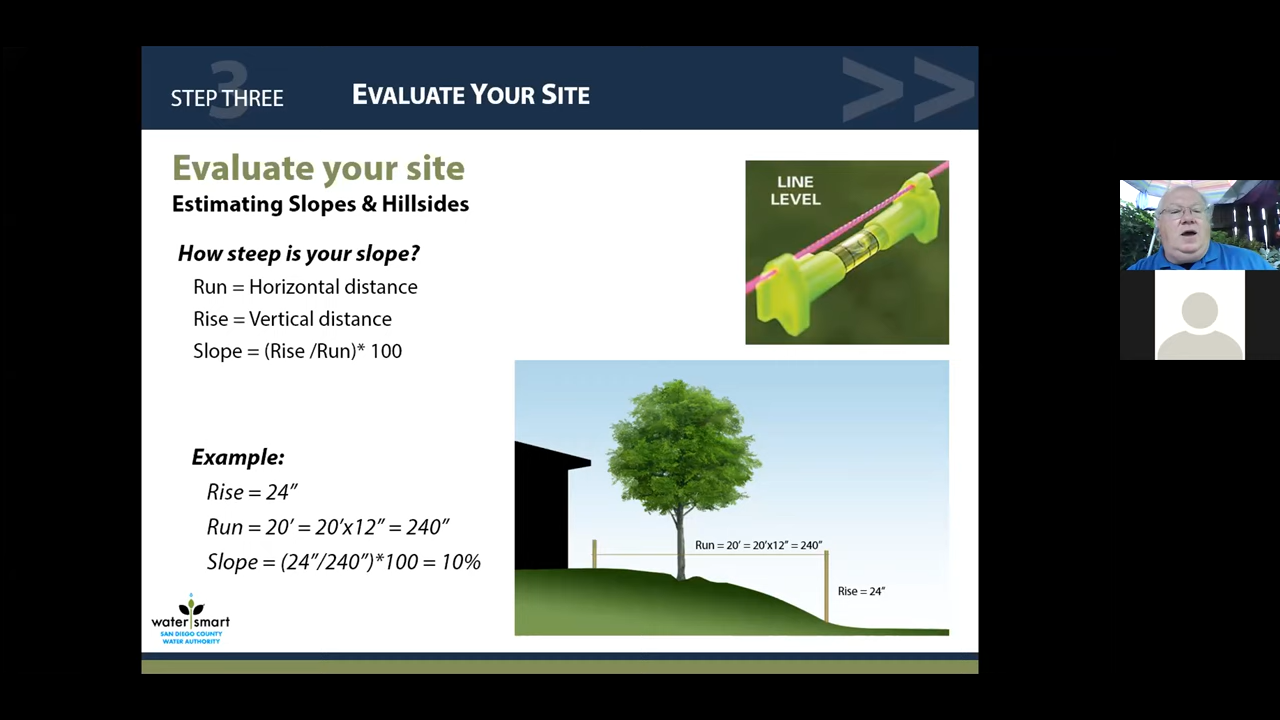 3
STEP THREE
EVALUATE YOUR SITE
>>
Evaluate your site
Estimating Slopes & Hillsides
How steep is your slope?
Run = Horizontal distance
Rise = Vertical distance
Slope = (Rise /Run)* 100
LINE
LEVEL
Example:
Rise = 24”
Run = 20’ = 20’x12” = 240”
Slope = (24”/240”)*100 = 10%
Run = 20’ = 20’x12” = 240”
Rise = 24”
water smart
SAN DIEGO COUNTY
WATER AUTHORITY